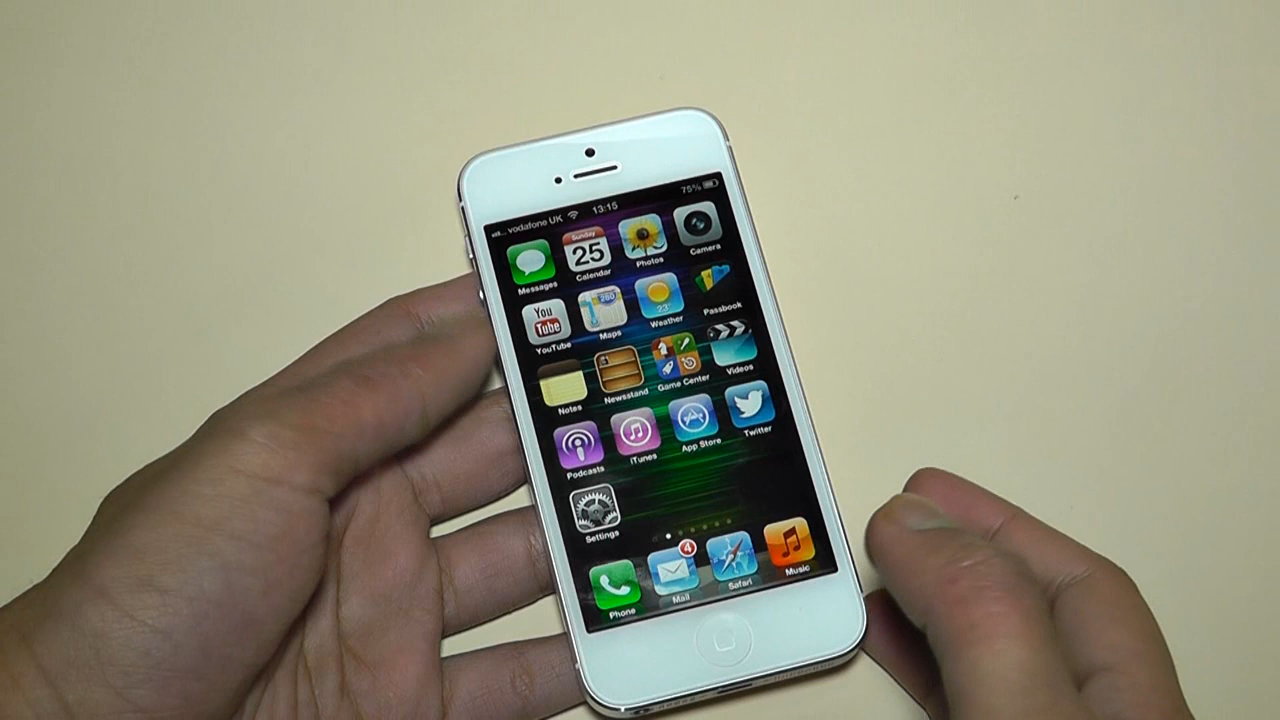 vodafone UK 13:15 75%
Sunday
25
Messages Calendar Photos Camera
280
You
Tube
23°
YouTube Maps Weather Passbook
Notes Newsstand Game Center Videos
Podcasts iTunes App Store Twitter
Settings
4
Phone Mail Safari Music